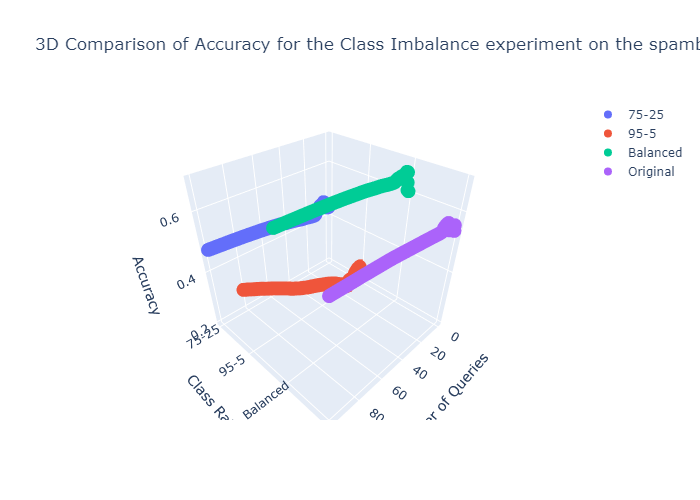 3D Comparison of Accuracy for the Class Imbalance experiment on the spamb
75-25
95-5
Balanced
Original
0.6
0.4
0.2
Accuracy
75-25
95-5
Balanced
Class Ra
0
20
40
60
80
er of Queries